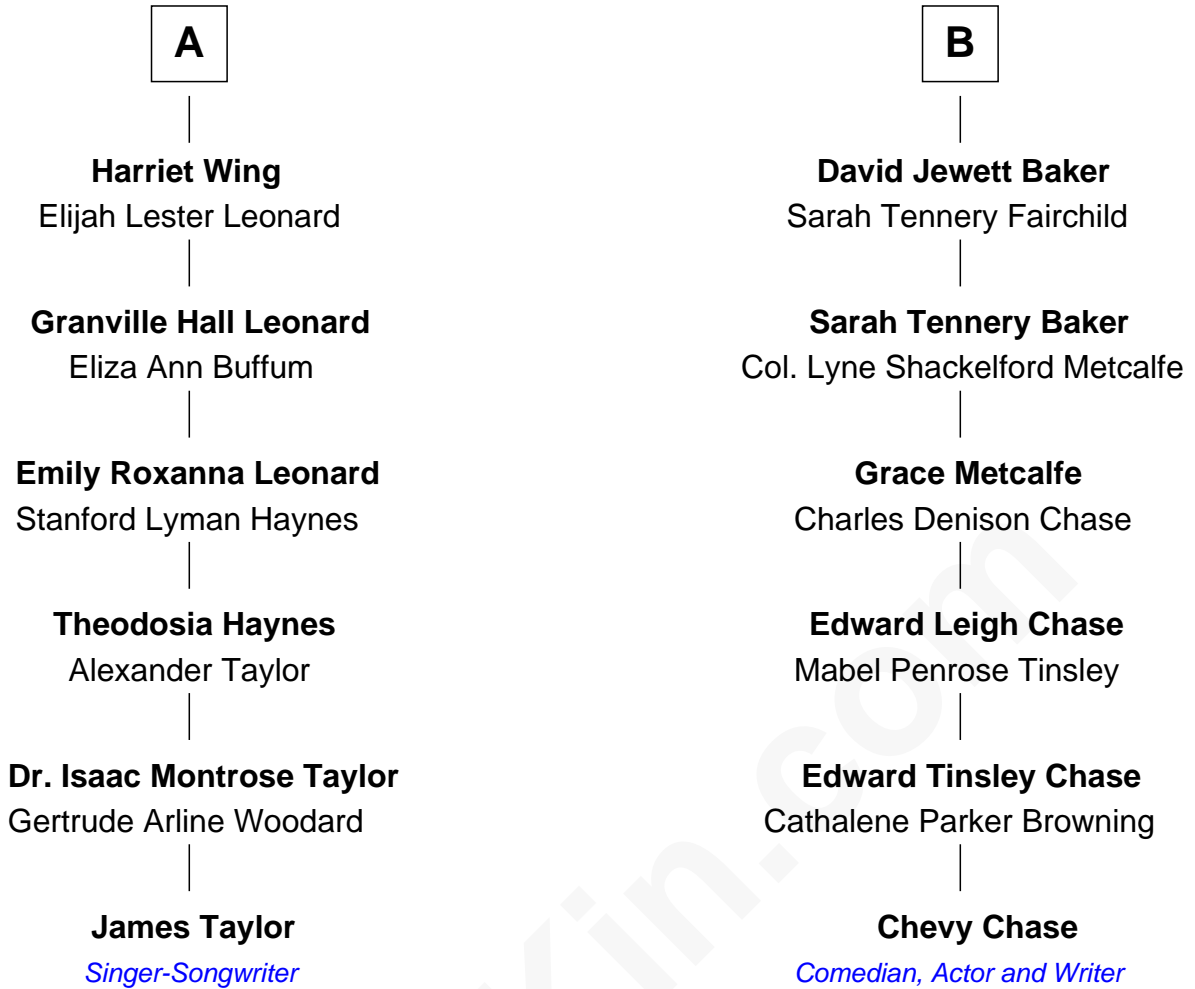 A
Harriet Wing
Elijah Lester Leonard
Granville Hall Leonard
Eliza Ann Buffum
Emily Roxanna Leonard
Stanford Lyman Haynes
Theodosia Haynes
Alexander Taylor
Dr. Isaac Montrose Taylor
Gertrude Arline Woodard
James Taylor
Singer-Songwriter
B
David Jewett Baker
Sarah Tennery Fairchild
Sarah Tennery Baker
Col. Lyne Shackelford Metcalfe
Grace Metcalfe
Charles Denison Chase
Edward Leigh Chase
Mabel Penrose Tinsley
Edward Tinsley Chase
Cathalene Parker Browning
Chevy Chase
Comedian, Actor and Writer